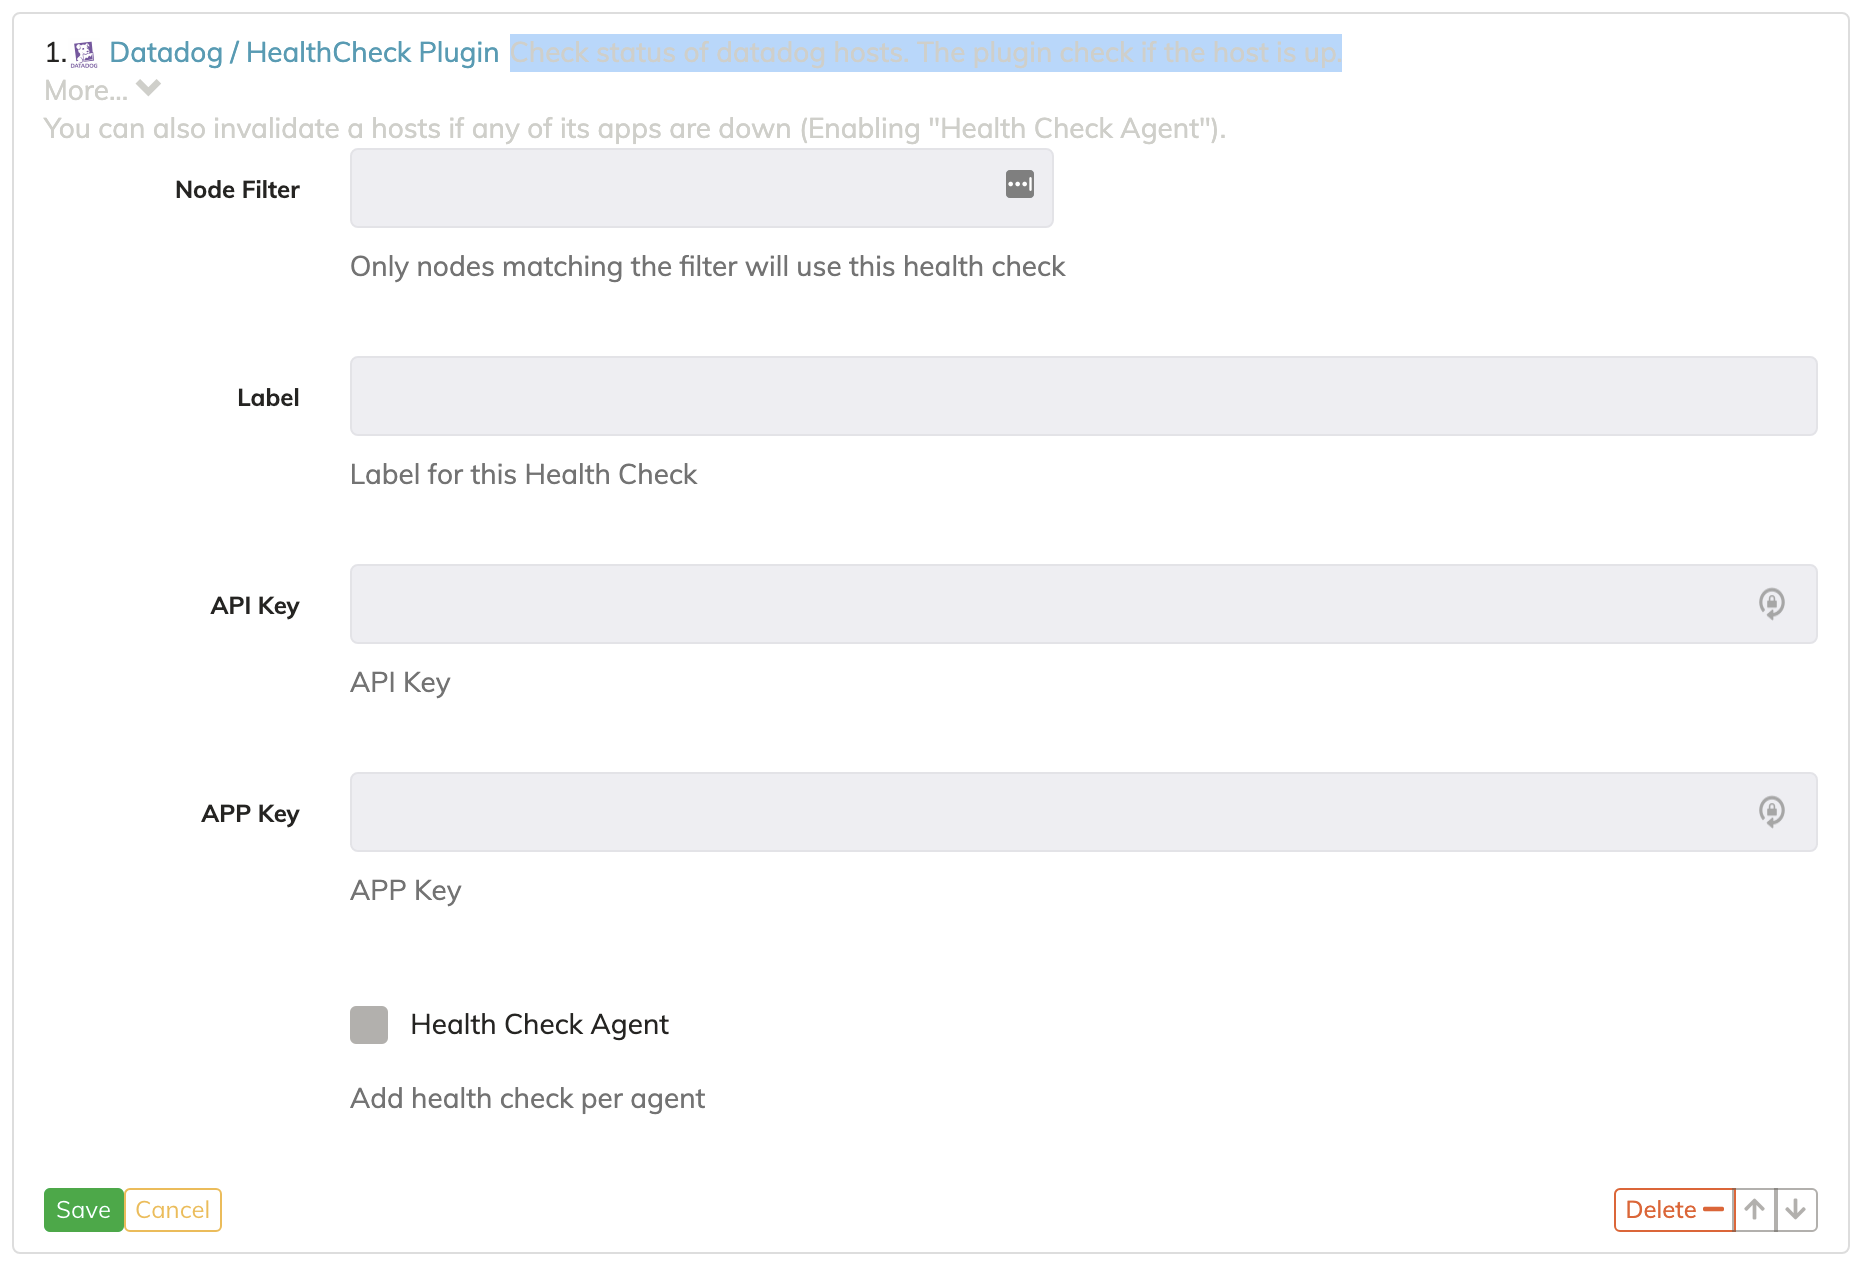 1. DATADOG Datadog / HealthCheck Plugin Check status of datadog hosts. The plugin check if the host is up.
More...
You can also invalidate a hosts if any of its apps are down (Enabling "Health Check Agent").
Node Filter
Only nodes matching the filter will use this health check
Label
Label for this Health Check
API Key
API Key
APP Key
APP Key
Health Check Agent
Add health check per agent
Save Cancel Delete